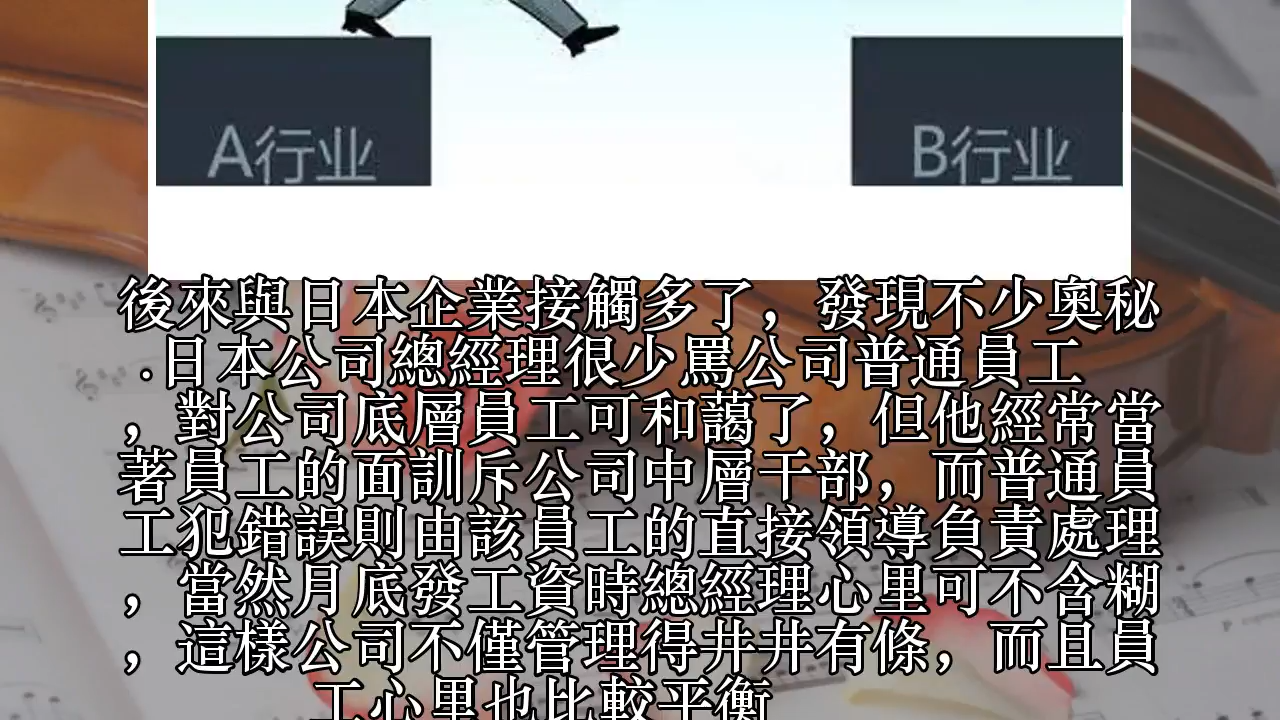 A行业 B行业
後來與日本企業接觸多了，發現不少奧秘
.日本公司總經理很少罵公司普通員工
，對公司底層員工可和藹了，但他經常當
著員工的面訓斥公司中層干部，而普通員
工犯錯誤則由該員工的直接領導負責處理
，當然月底發工資時總經理心里可不含糊
，這樣公司不僅管理得井井有條，而且員
工心里也比較平衡